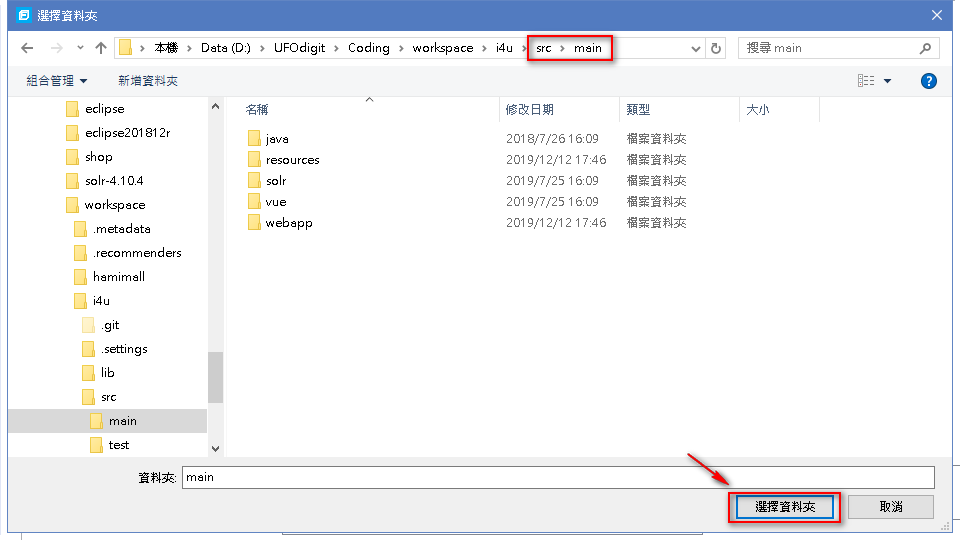 選擇資料夾
本機 > Data (D:) > UFOdigit > Coding > workspace > i4u > src > main
搜尋 main
組合管理 新增資料夾
eclipse
eclipse201812r
shop
solr-4.10.4
workspace
.metadata
.recommenders
hamimall
i4u
.git
.settings
lib
src
main
test
名稱 修改日期 類型 大小
java 2018/7/26 16:09 檔案資料夾
resources 2019/12/12 17:46 檔案資料夾
solr 2019/7/25 16:09 檔案資料夾
vue 2019/7/25 16:09 檔案資料夾
webapp 2019/12/12 17:46 檔案資料夾
資料夾: main
選擇資料夾 取消